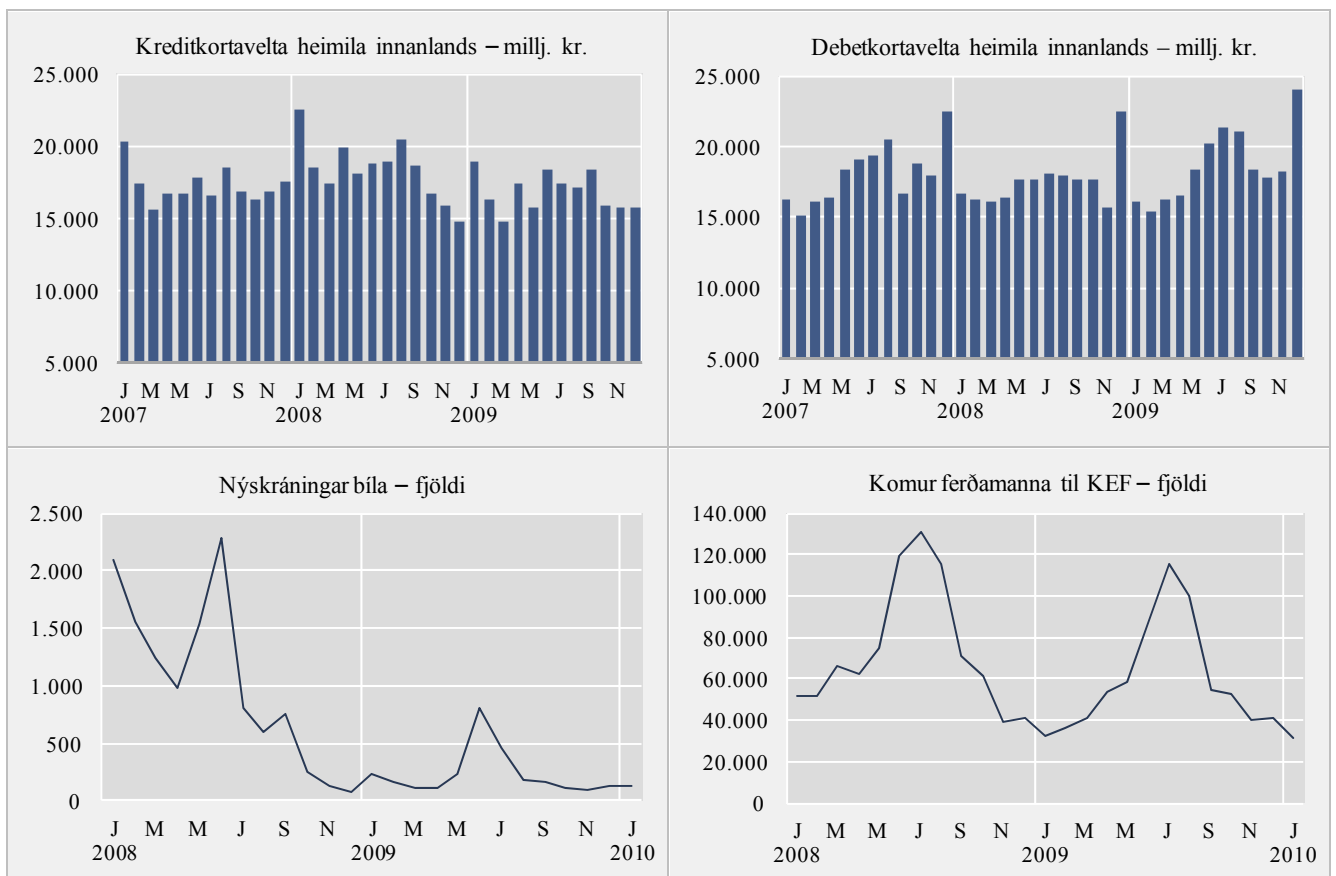 Kreditkortavelta heimila innanlands – millj. kr.
25.000
20.000
15.000
10.000
5.000
J M M J S N J M M J S N J M M J S N
2007 2008 2009
Debetkortavelta heimila innanlands – millj. kr.
25.000
20.000
15.000
10.000
5.000
J M M J S N J M M J S N J M M J S N
2007 2008 2009
Nýskráningar bíla – fjöldi
2.500
2.000
1.500
1.000
500
0
J M M J S N J M M J S N J
2008 2009 2010
Komur ferðamanna til KEF – fjöldi
140.000
120.000
100.000
80.000
60.000
40.000
20.000
0
J M M J S N J M M J S N J
2008 2009 2010